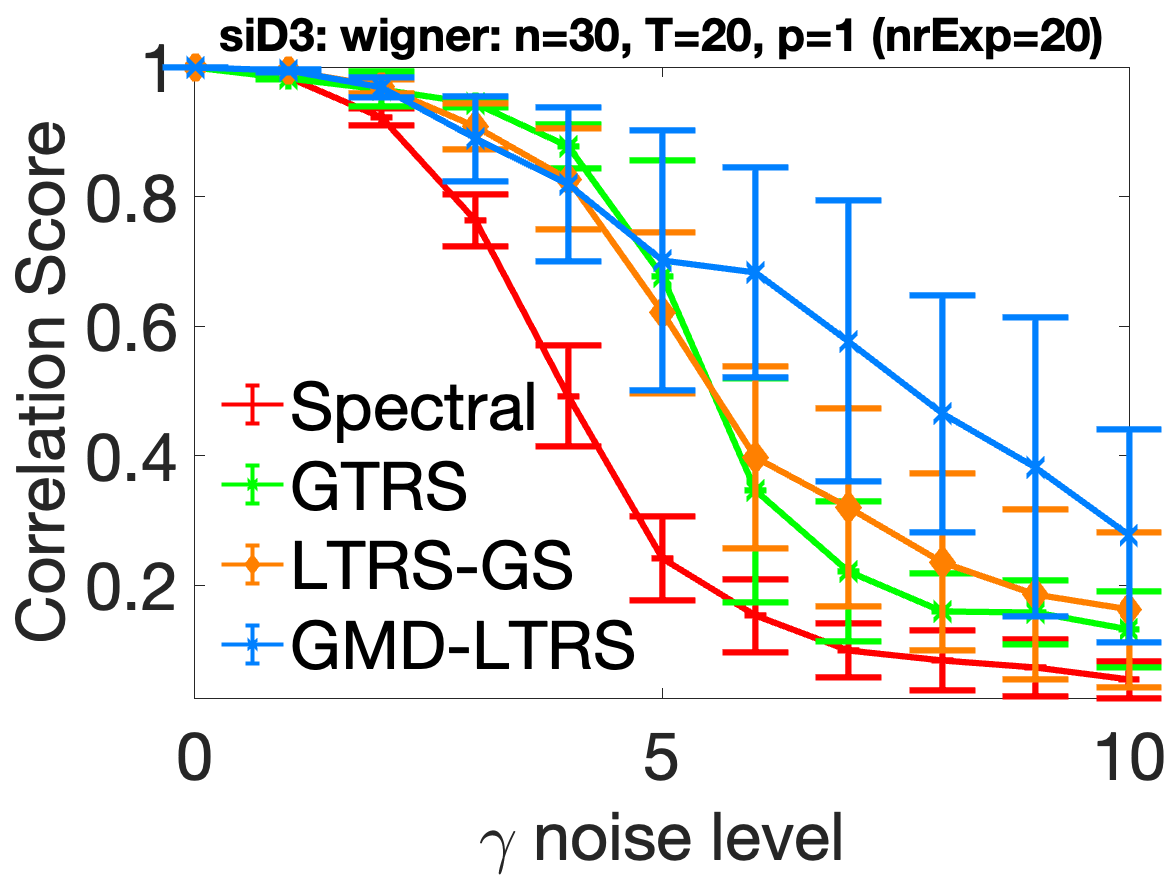 siD3: wigner: n=30, T=20, p=1 (nrExp=20)
1
0.8
0.6
0.4
0.2
Correlation Score
Spectral
GTRS
LTRS-GS
GMD-LTRS
0 5 10
γ noise level